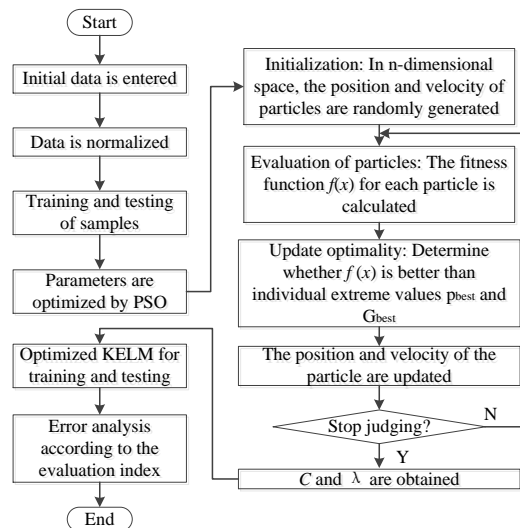 Start
Initial data is entered
Data is normalized
Training and testing
of samples
Parameters are
optimized by PSO
Initialization: In n-dimensional
space, the position and velocity of
particles are randomly generated
Evaluation of particles: The fitness
function f(x) for each particle is
calculated
Update optimality: Determine
whether f (x) is better than
individual extreme values pbest and
Gbest
The position and velocity of the
particle are updated
Stop judging?
N
Y
C and λ are obtained
Optimized KELM for
training and testing
Error analysis
according to the
evaluation index
End